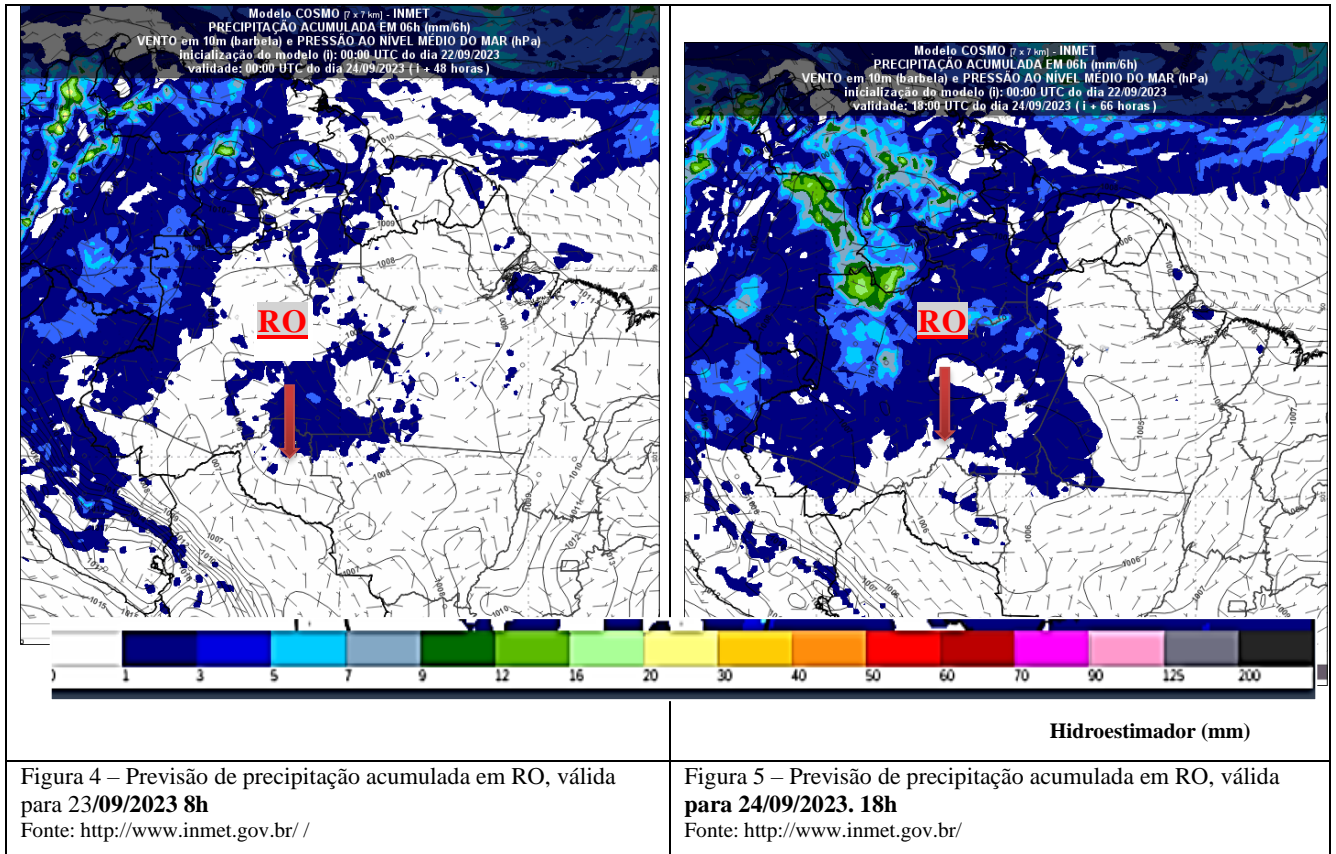 Modelo COSMO [7 x 7 km] - INMET
PRECIPITAÇÃO ACUMULADA EM 06h (mm/6h)
VENTO em 10m (barbela) e PRESSÃO AO NÍVEL MÉDIO DO MAR (hPa)
inicialização do modelo (i): 00:00 UTC do dia 22/09/2023
validade: 00:00 UTC do dia 24/09/2023 ( i + 48 horas )
RO
Modelo COSMO [7 x 7 km] - INMET
PRECIPITAÇÃO ACUMULADA EM 06h (mm/6h)
VENTO em 10m (barbela) e PRESSÃO AO NÍVEL MÉDIO DO MAR (hPa)
inicialização do modelo (i): 00:00 UTC do dia 22/09/2023
validade: 18:00 UTC do dia 24/09/2023 ( i + 66 horas )
RO
1 3 5 7 9 12 16 20 30 40 50 60 70 90 125 200
Hidroestimador (mm)
Figura 4 – Previsão de precipitação acumulada em RO, válida
para 23/09/2023 8h
Fonte: http://www.inmet.gov.br/ /
Figura 5 – Previsão de precipitação acumulada em RO, válida
para 24/09/2023. 18h
Fonte: http://www.inmet.gov.br/